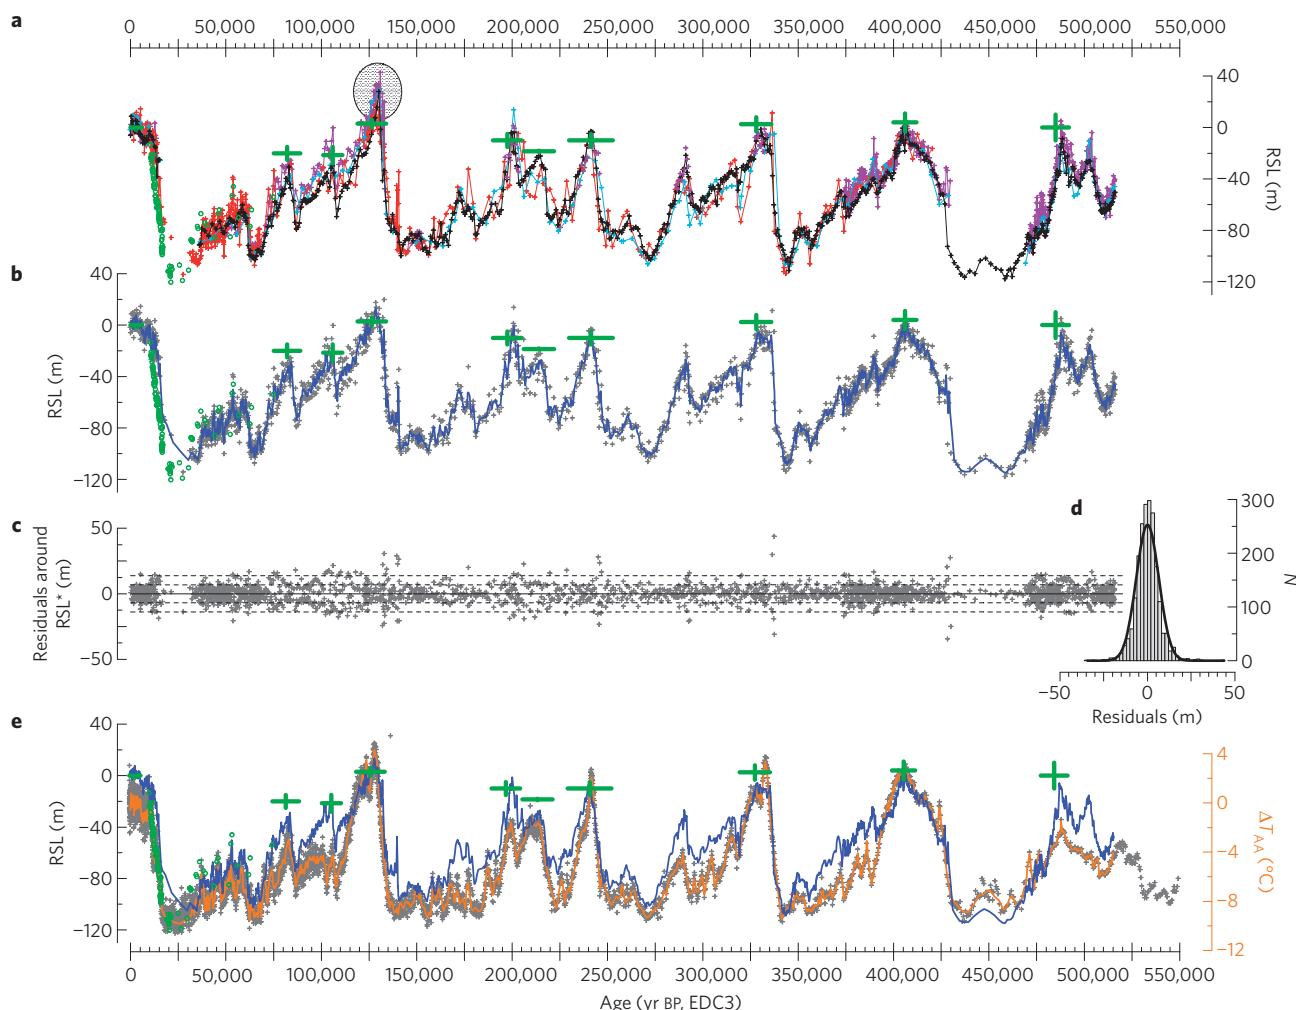 a
0 50,000 100,000 150,000 200,000 250,000 300,000 350,000 400,000 450,000 500,000 550,000
40
0
−40
−80
−120
RSL (m)
b
40
0
−40
−80
−120
RSL (m)
c
50
0
−50
Residuals around
RSL* (m)
d
300
200
100
0
N
−50 0 50
Residuals (m)
e
40
0
−40
−80
−120
RSL (m)
4
0
−4
−8
−12
ΔTAA (°C)
0 50,000 100,000 150,000 200,000 250,000 300,000 350,000 400,000 450,000 500,000 550,000
Age (yr BP, EDC3)